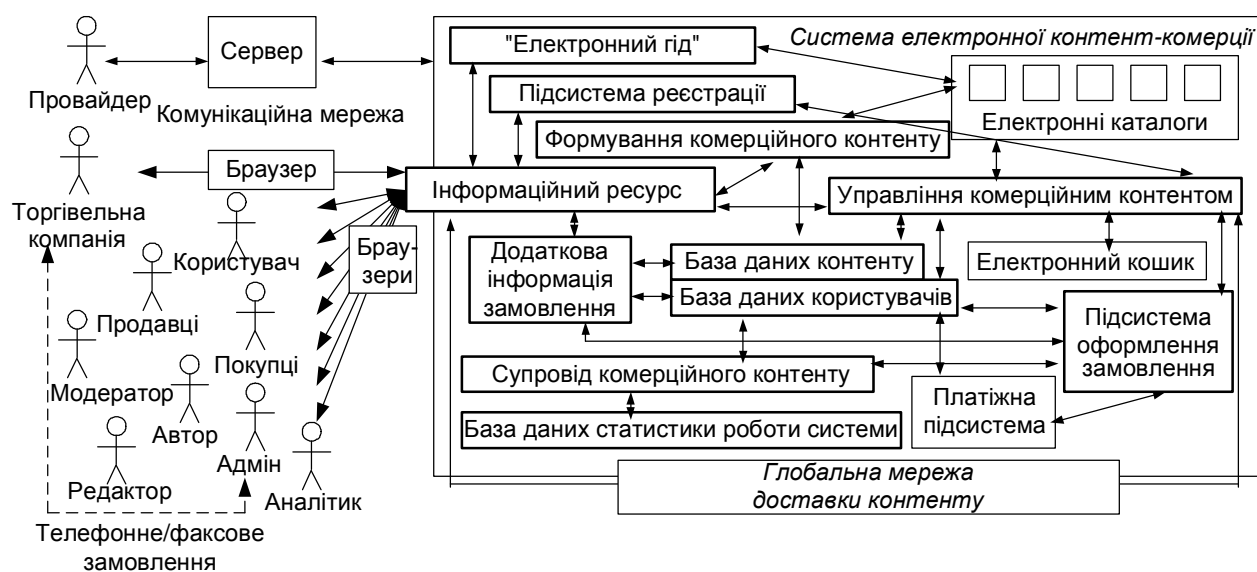 Провайдер
Сервер
Комунікаційна мережа
Торгівельна
компанія
Браузер
Користувач
Брау-
зери
Продавці
Покупці
Модератор
Автор
Адмін
Редактор
Аналітик
Телефонне/факсове
замовлення
Система електронної контент-комерції
"Електронний гід"
Підсистема реєстрації
Формування комерційного контенту
Електронні каталоги
Інформаційний ресурс
Управління комерційним контентом
Додаткова
інформація
замовлення
База даних контенту
База даних користувачів
Електронний кошик
Підсистема
оформлення
замовлення
Супровід комерційного контенту
Платіжна
підсистема
База даних статистики роботи системи
Глобальна мережа
доставки контенту